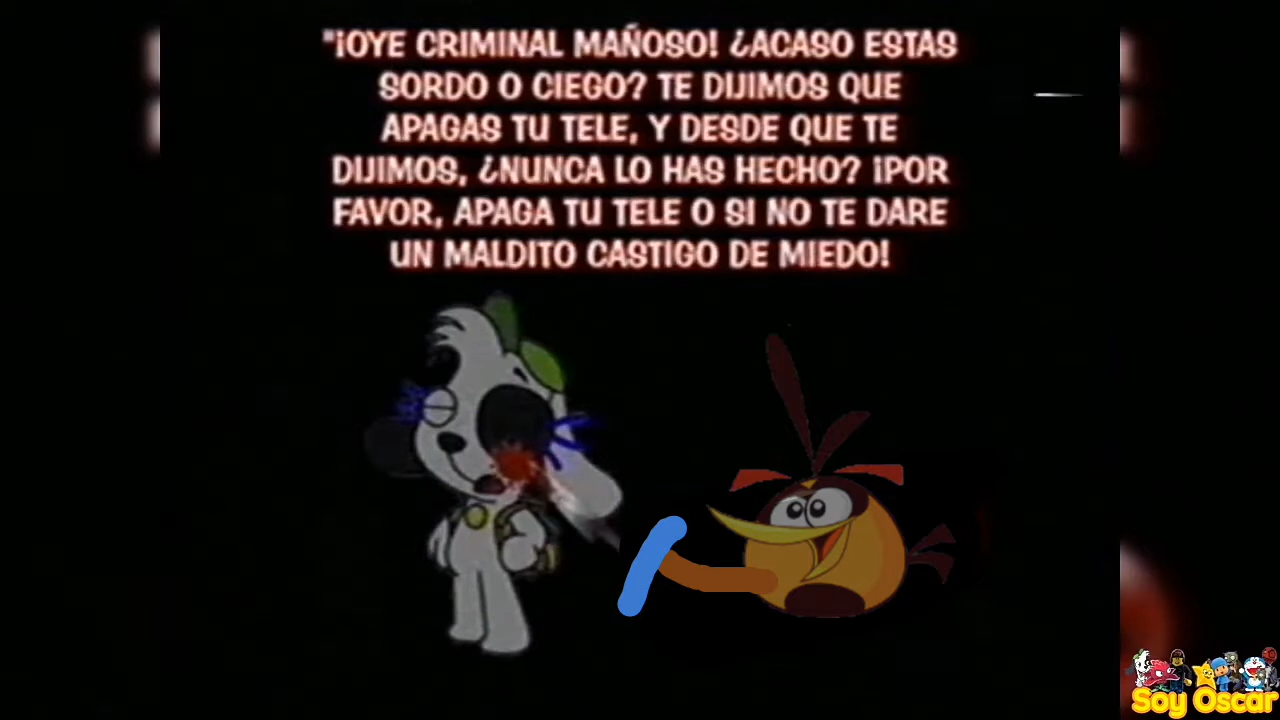 "¡OYE CRIMINAL MAÑOSO! ¿ACASO ESTAS
SORDO O CIEGO? TE DIJIMOS QUE
APAGAS TU TELE, Y DESDE QUE TE
DIJIMOS, ¿NUNCA LO HAS HECHO? ¡POR
FAVOR, APAGA TU TELE O SI NO TE DARE
UN MALDITO CASTIGO DE MIEDO!
Soy Oscar